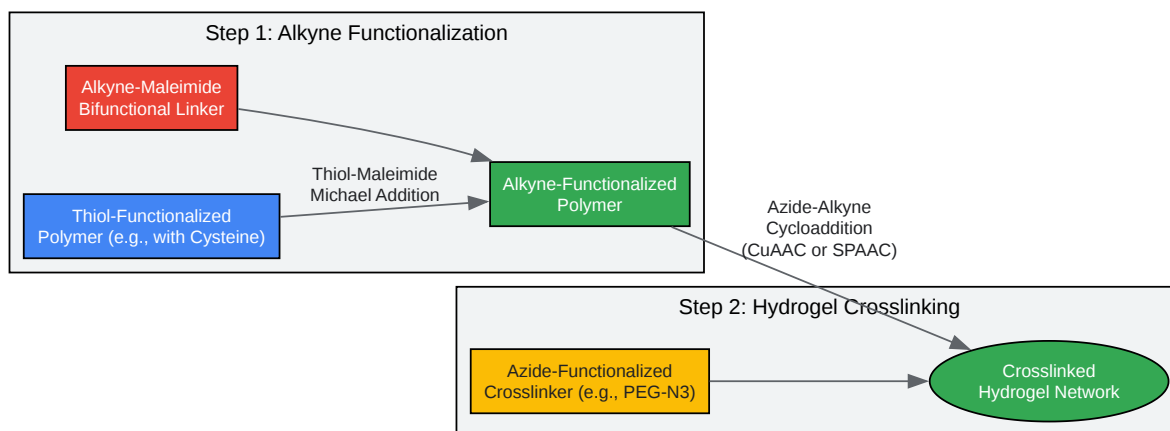 Step 1: Alkyne Functionalization
Alkyne-Maleimide
Bifunctional Linker
Thiol-Maleimide
Michael Addition
Alkyne-Functionalized
Polymer
Thiol-Functionalized
Polymer (e.g., with Cysteine)
Azide-Alkyne
Cycloaddition
(CuAAC or SPAAC)
Step 2: Hydrogel Crosslinking
Azide-Functionalized
Crosslinker (e.g., PEG-N3)
Crosslinked
Hydrogel Network